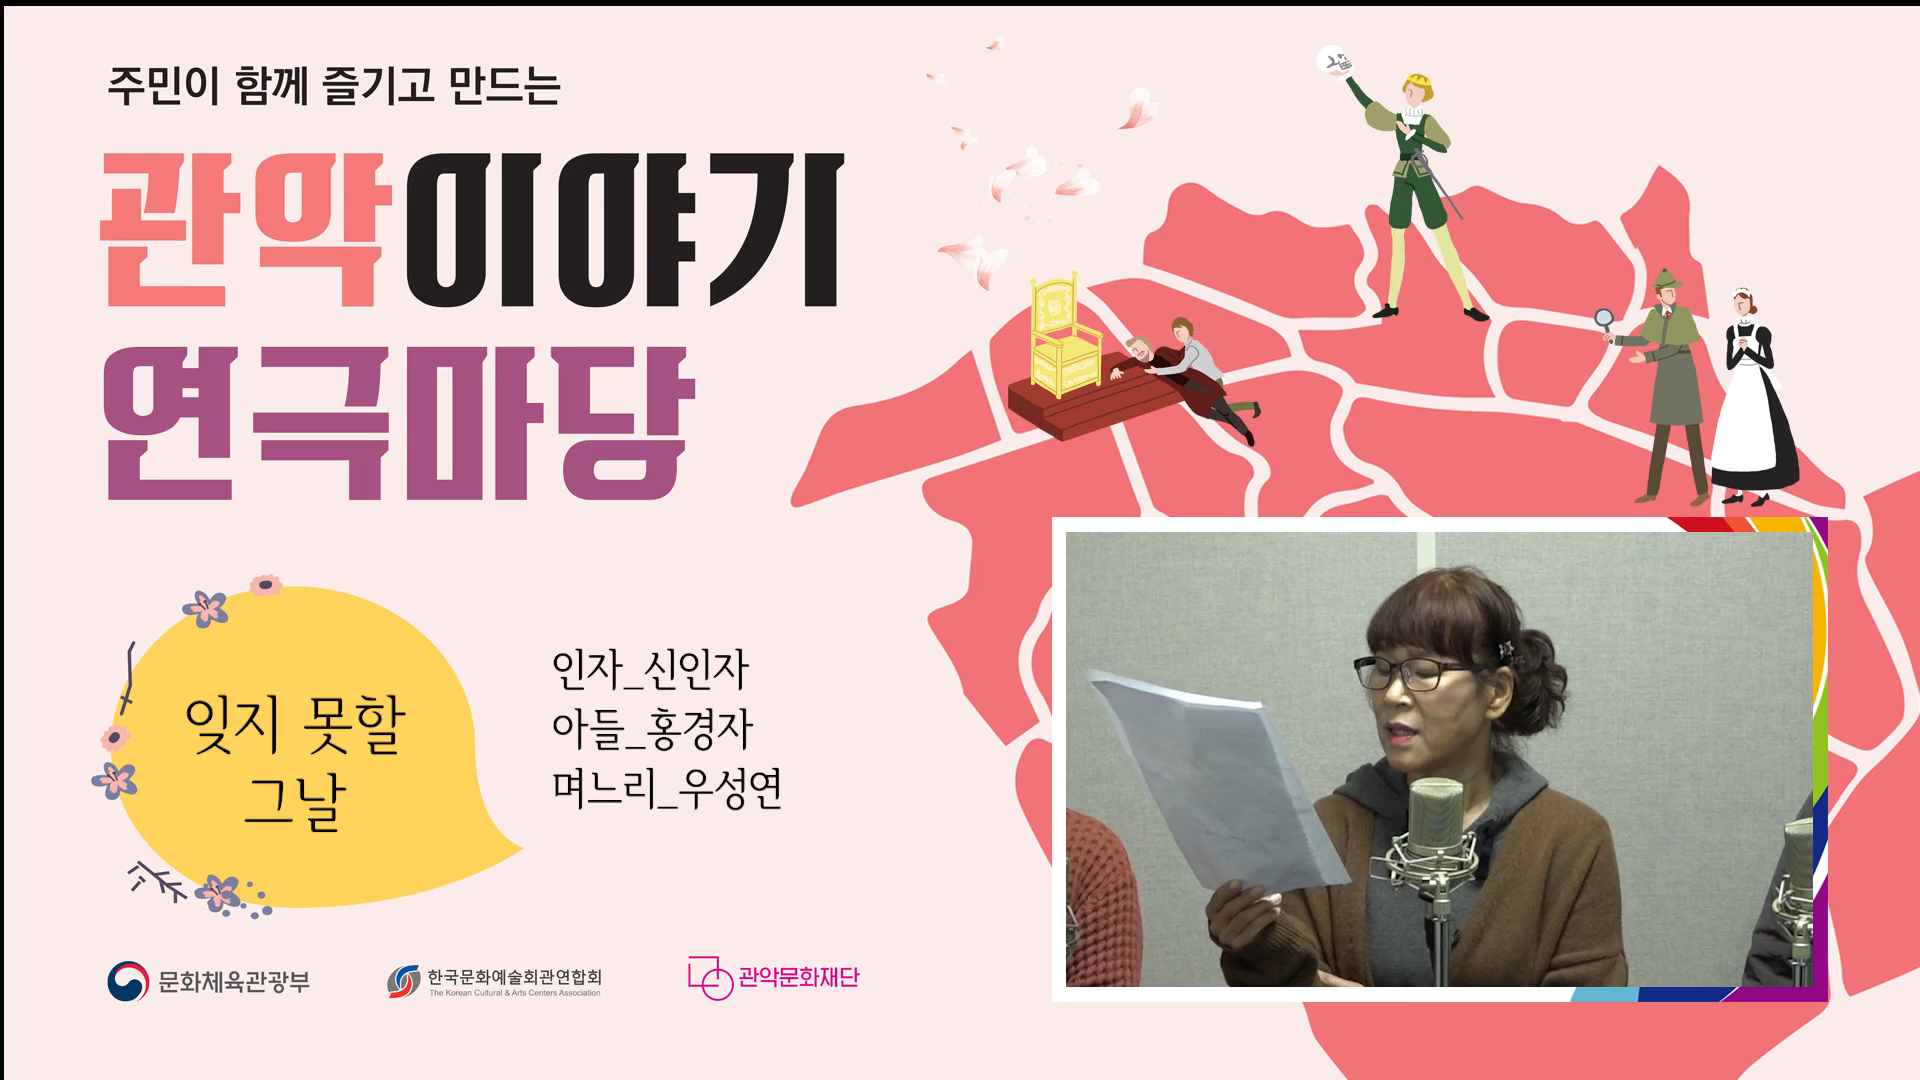 주민이 함께 즐기고 만드는
관악이야기
연극마당
잊지 못할
그날
인자_신인자
아들_홍경자
며느리_우성연
문화체육관광부
한국문화예술회관연합회
The Korean Cultural & Arts Centers Association
관악문화재단